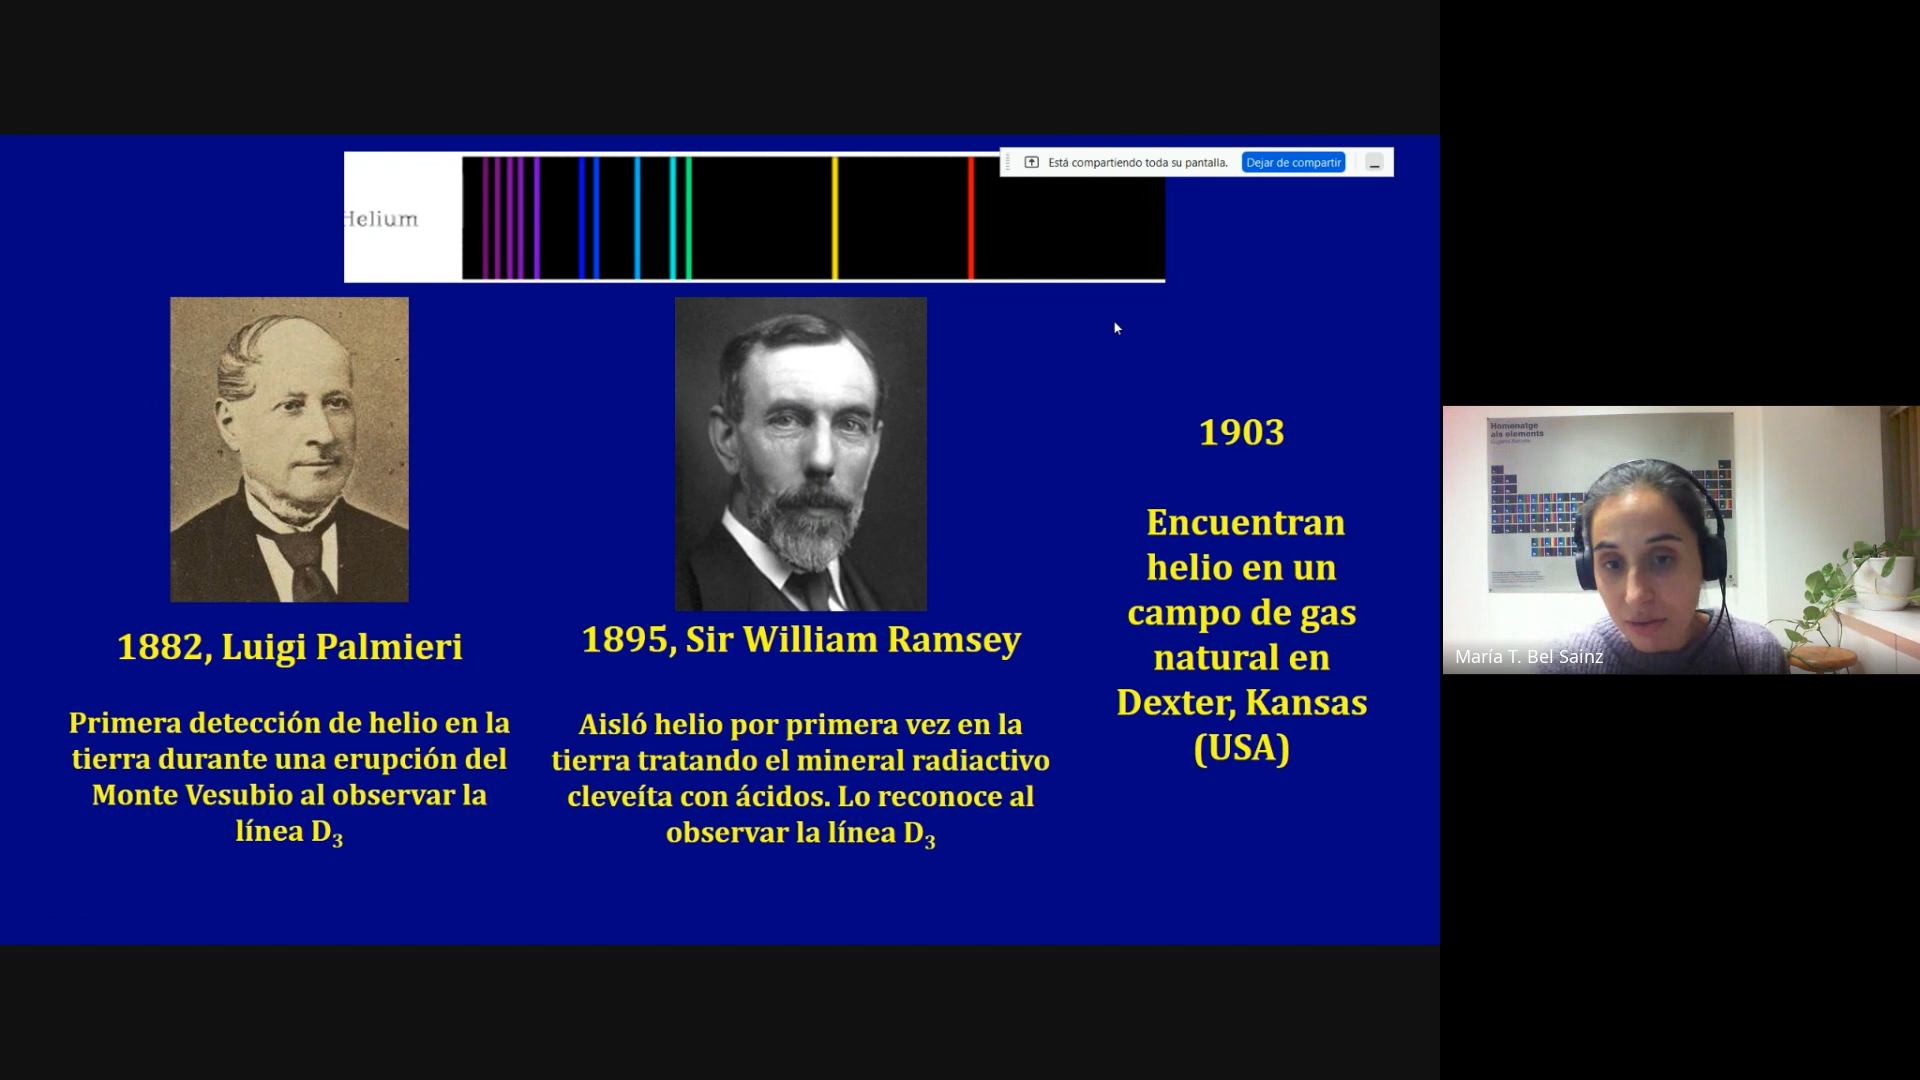 Helium
Está compartiendo toda su pantalla.
Dejar de compartir
1882, Luigi Palmieri
Primera detección de helio en la
tierra durante una erupción del
Monte Vesubio al observar la
línea D₃
1895, Sir William Ramsey
Aisló helio por primera vez en la
tierra tratando el mineral radiactivo
cleveíta con ácidos. Lo reconoce al
observar la línea D₃
1903
Encuentran
helio en un
campo de gas
natural en
Dexter, Kansas
(USA)
Homenatge
als elements
María T. Bel Sainz